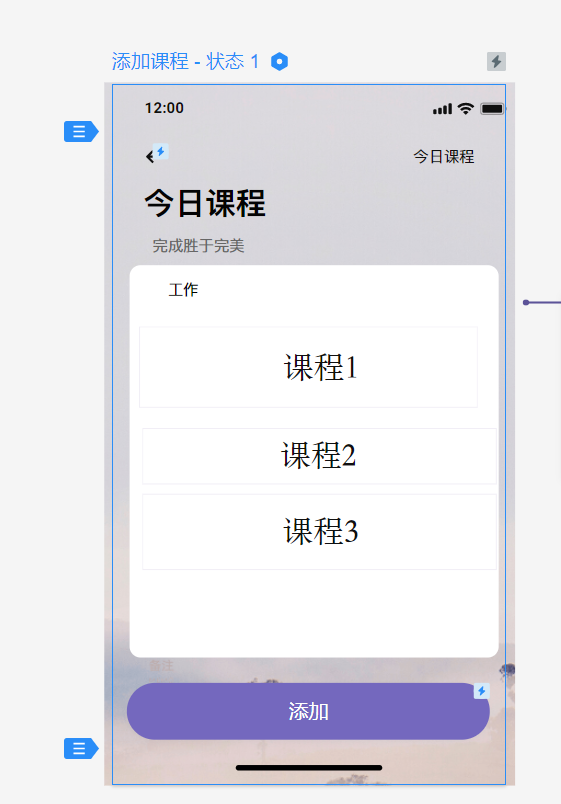 添加课程 - 状态 1
12:00
今日课程
今日课程
完成胜于完美
工作
课程1
课程2
课程3
备注
添加